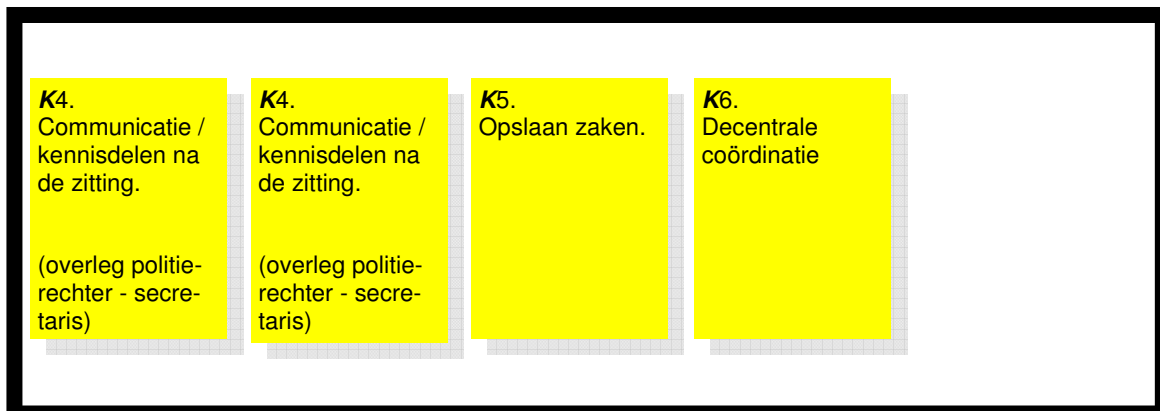 K4.
Communicatie /
kennisdelen na
de zitting.
(overleg politie-
rechter - secre-
taris)
K4.
Communicatie /
kennisdelen na
de zitting.
(overleg politie-
rechter - secre-
taris)
K5.
Opslaan zaken.
K6.
Decentrale
coördinatie